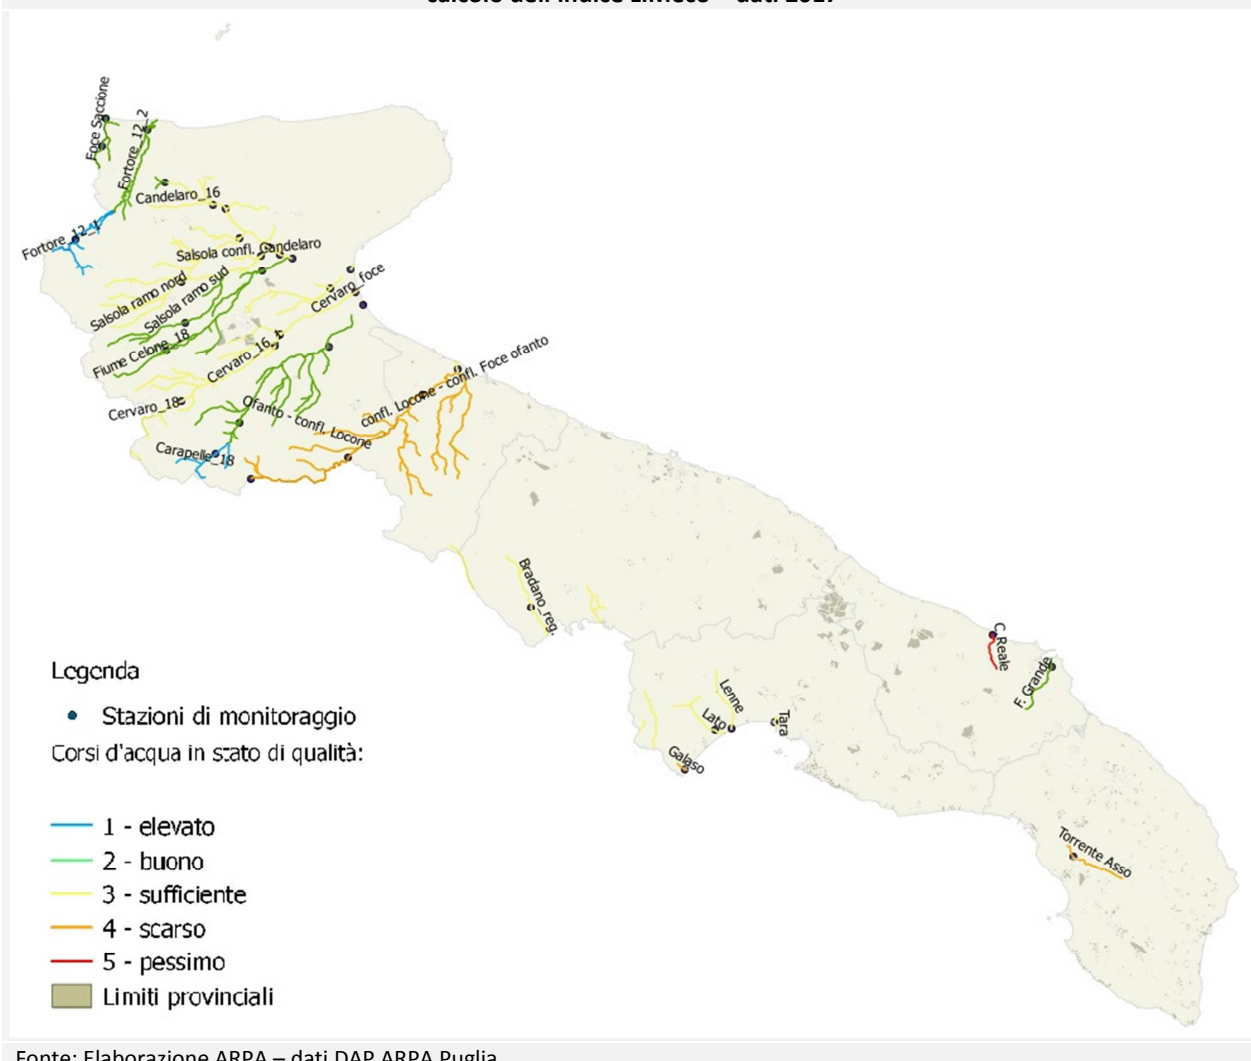 calcolo dell'indice LIMeco – dati 2017
Foce Saccione
Fortore_12_2
Candelaro_16
Fortore_12_1
Salsola confl. Candelaro
Salsola ramo nord
Salsola ramo sud
Cervaro_foce
Fiume Celone_18
Cervaro_16_1
Cervaro_18
Ofanto - confl. Locone
confl. Locone - confl. Foce ofanto
Carapelle_18
Bradano_reg.
C. Reale
F. Grande
Lenne
Lato
Tara
Galaso
Torrente Asso
Legenda
Stazioni di monitoraggio
Corsi d'acqua in stato di qualità:
1 - elevato
2 - buono
3 - sufficiente
4 - scarso
5 - pessimo
Limiti provinciali
Fonte: Elaborazione ARPA – dati DAP ARPA Puglia